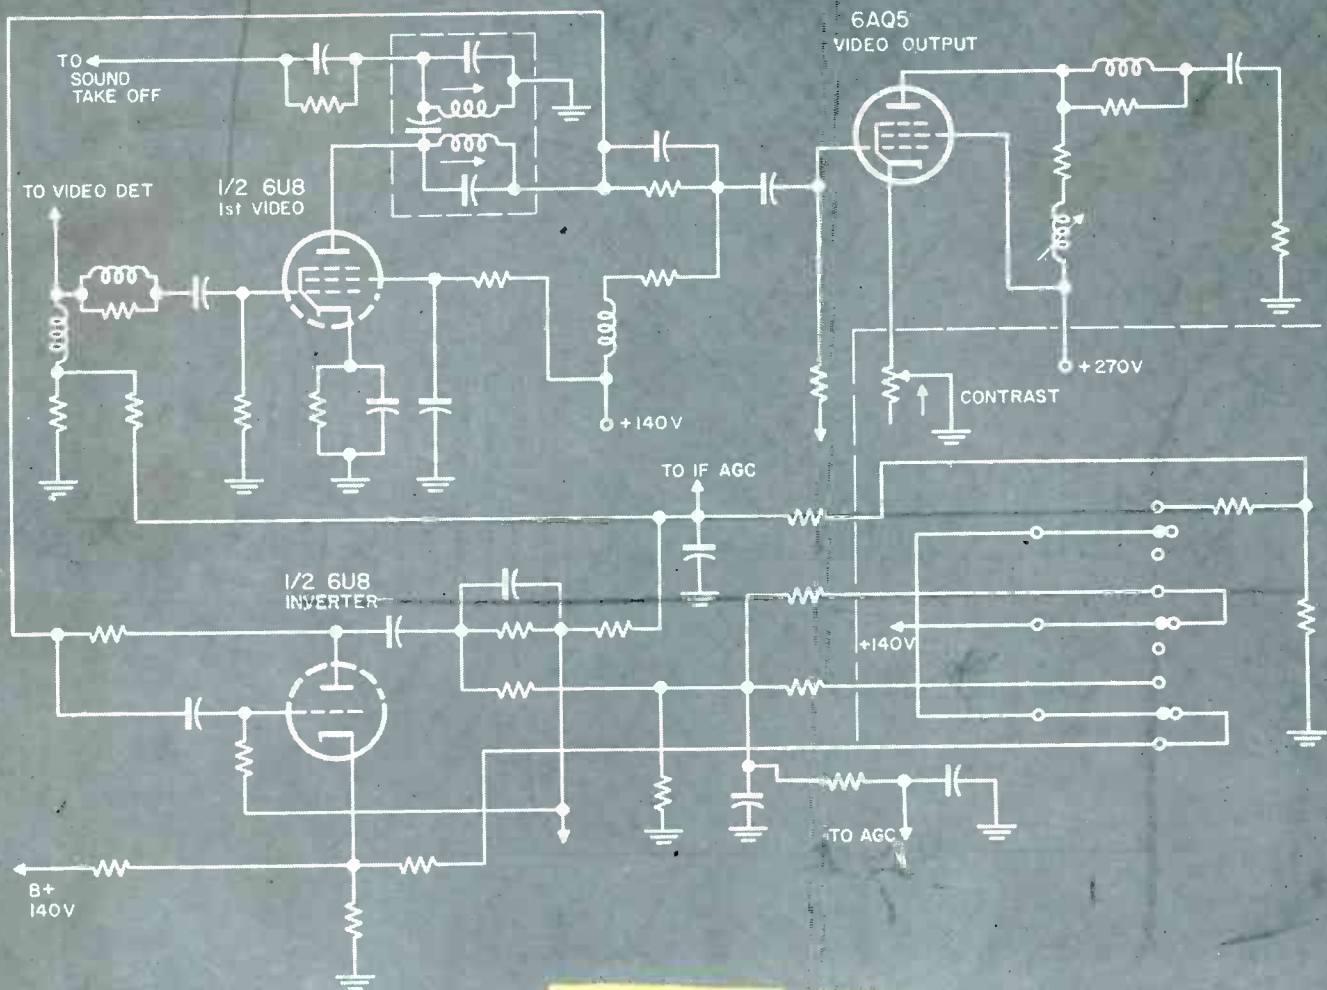 6AQ5
VIDEO OUTPUT
TO
SOUND
TAKE OFF
TO VIDEO DET
1/2 6U8
1st VIDEO
+270V
CONTRAST
+140V
TO IF AGC
1/2 6U8
INVERTER
+140V
TO AGC
B+
140V